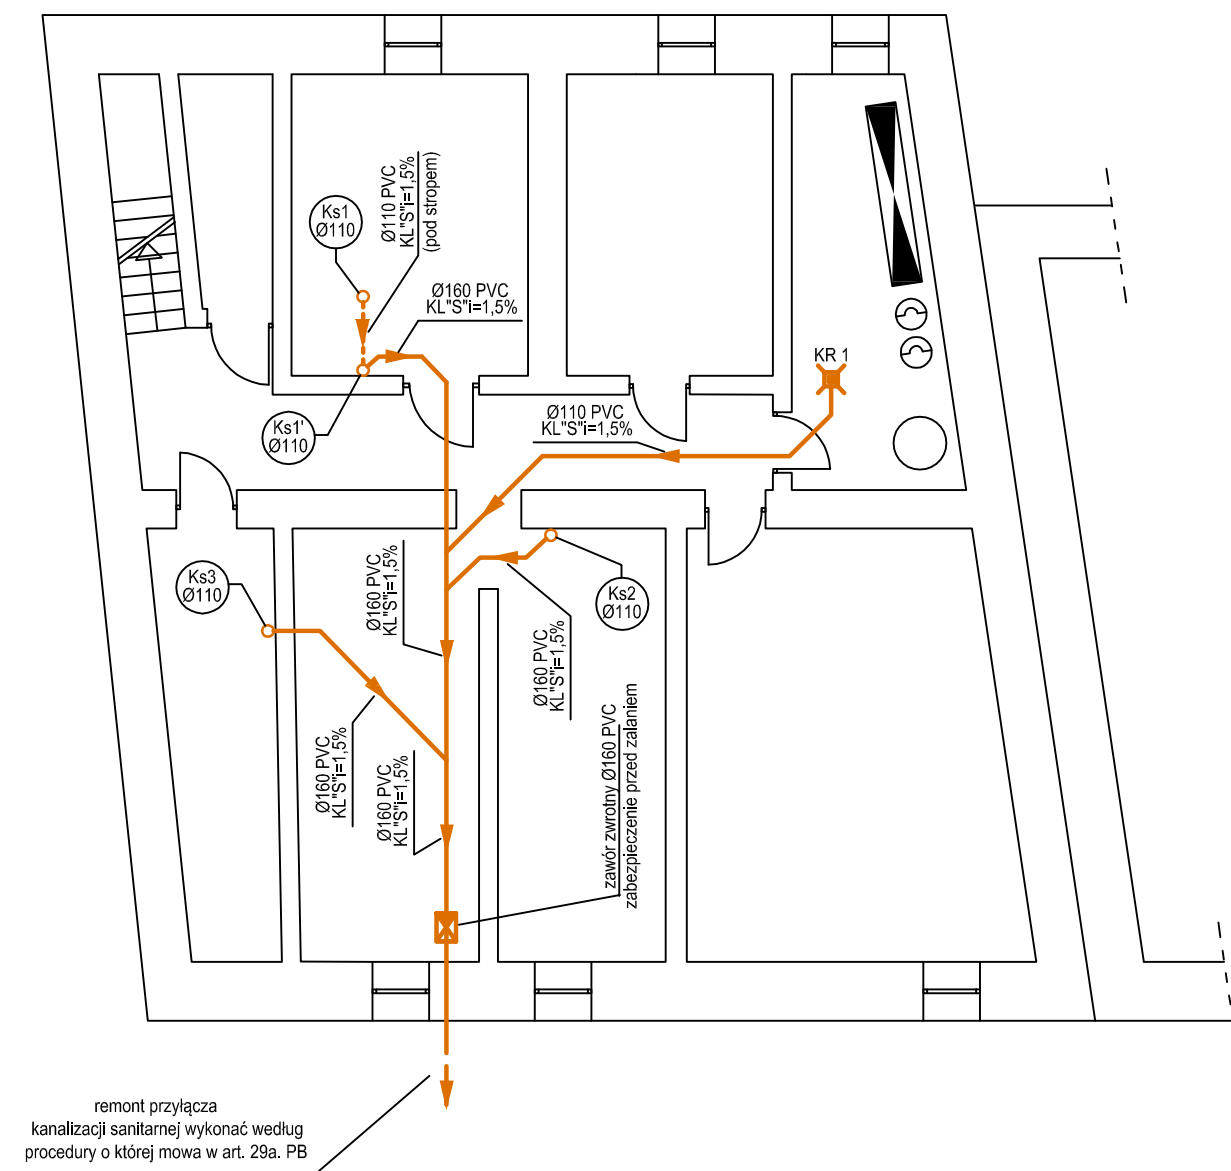 Ks1
Ø110
Ø110 PVC
KL"S"i=1,5%
(pod stropem)
Ø160 PVC
KL"S"i=1,5%
KR 1
Ks1'
Ø110
Ø110 PVC
KL"S"i=1,5%
Ks3
Ø110
Ø160 PVC
KL"S"i=1,5%
Ks2
Ø110
Ø160 PVC
KL"S"i=1,5%
Ø160 PVC
KL"S"i=1,5%
Ø160 PVC
KL"S"i=1,5%
zawór zwrotny Ø160 PVC
zabezpieczenie przed zalaniem
remont przyłącza
kanalizacji sanitarnej wykonać według
procedury o której mowa w art. 29a. PB